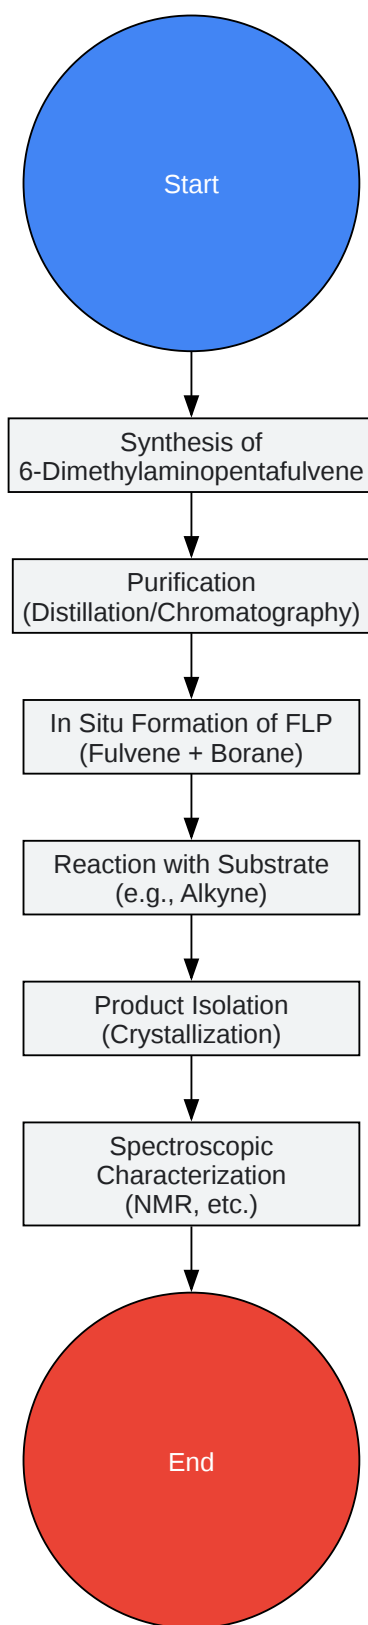 Start
Synthesis of
6-Dimethylaminopentafulvene
Purification
(Distillation/Chromatography)
In Situ Formation of FLP
(Fulvene + Borane)
Reaction with Substrate
(e.g., Alkyne)
Product Isolation
(Crystallization)
Spectroscopic
Characterization
(NMR, etc.)
End